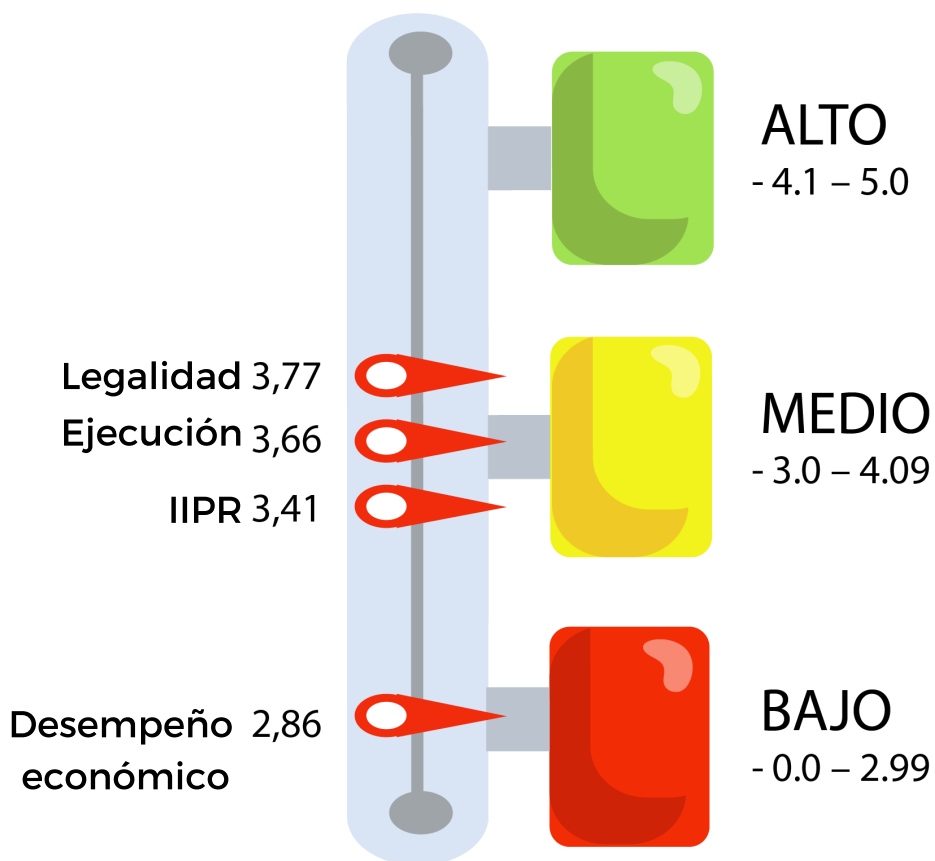 ALTO
- 4.1 – 5.0
Legalidad 3,77
Ejecución 3,66
IIPR 3,41
MEDIO
- 3.0 – 4.09
Desempeño 2,86
económico
BAJO
- 0.0 – 2.99